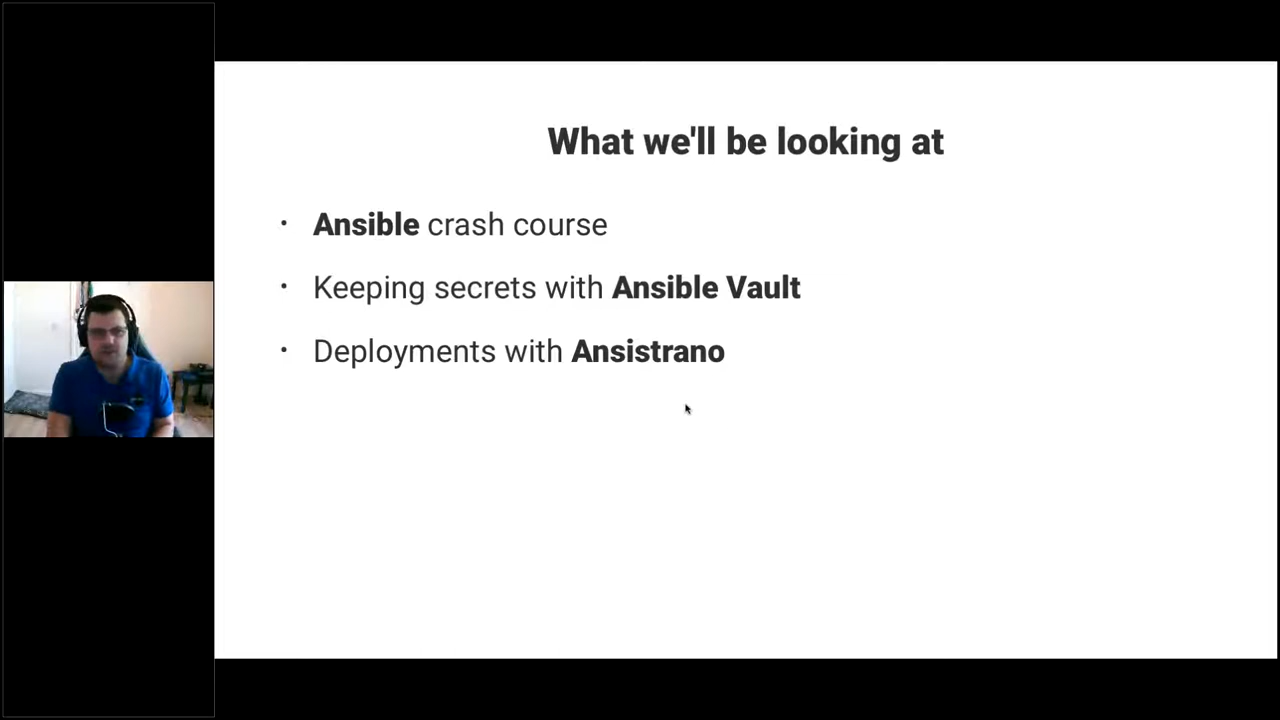 What we'll be looking at
• Ansible crash course
• Keeping secrets with Ansible Vault
• Deployments with Ansistrano